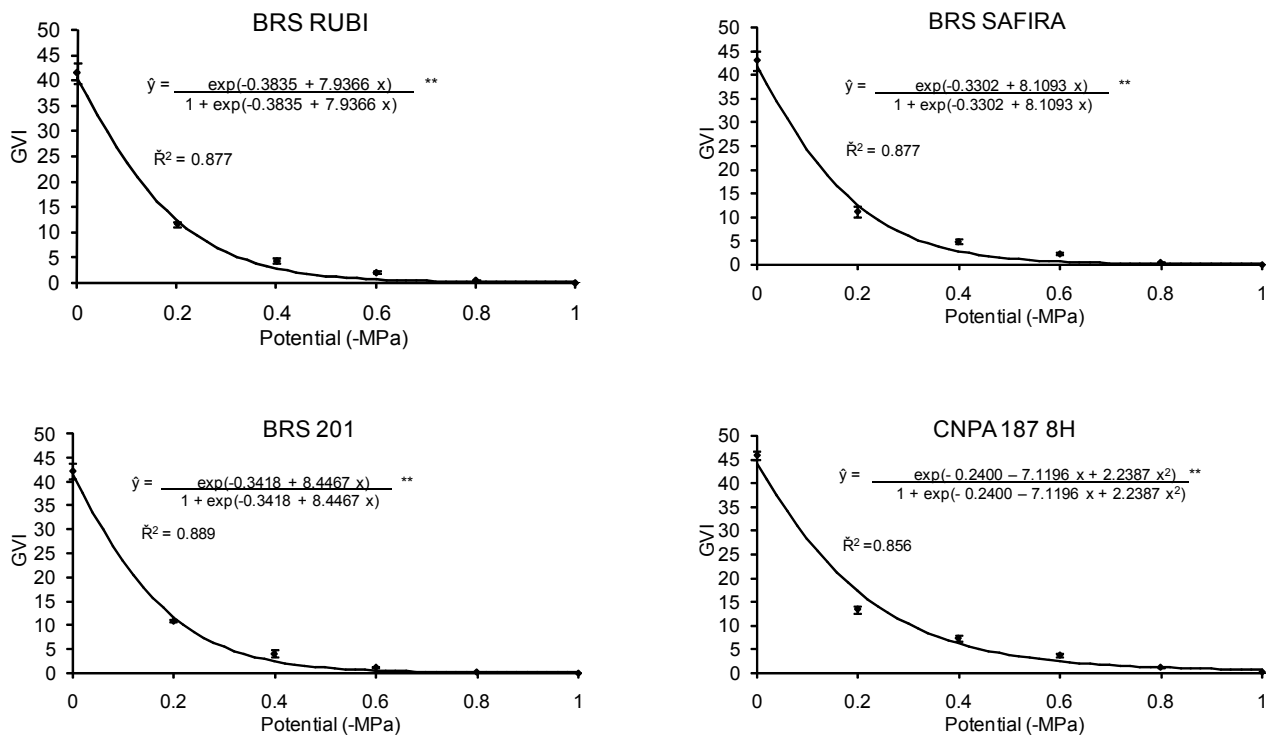 BRS RUBI
50
45
40
35
30
25
20
15
10
5
0
GVI
ŷ = exp(-0.3835 + 7.9366 x) **
1 + exp(-0.3835 + 7.9366 x)
Ř² = 0.877
0 0.2 0.4 0.6 0.8 1
Potential (-MPa)
BRS SAFIRA
50
45
40
35
30
25
20
15
10
5
0
GVI
ŷ = exp(-0.3302 + 8.1093 x) **
1 + exp(-0.3302 + 8.1093 x)
Ř² = 0.877
0 0.2 0.4 0.6 0.8 1
Potential (-MPa)
BRS 201
50
45
40
35
30
25
20
15
10
5
0
GVI
ŷ = exp(-0.3418 + 8.4467 x) **
1 + exp(-0.3418 + 8.4467 x)
Ř² = 0.889
0 0.2 0.4 0.6 0.8 1
Potential (-MPa)
CNPA 187 8H
50
45
40
35
30
25
20
15
10
5
0
GVI
ŷ = exp(- 0.2400 – 7.1196 x + 2.2387 x²) **
1 + exp(- 0.2400 – 7.1196 x + 2.2387 x²)
Ř² =0.856
0 0.2 0.4 0.6 0.8 1
Potential (-MPa)